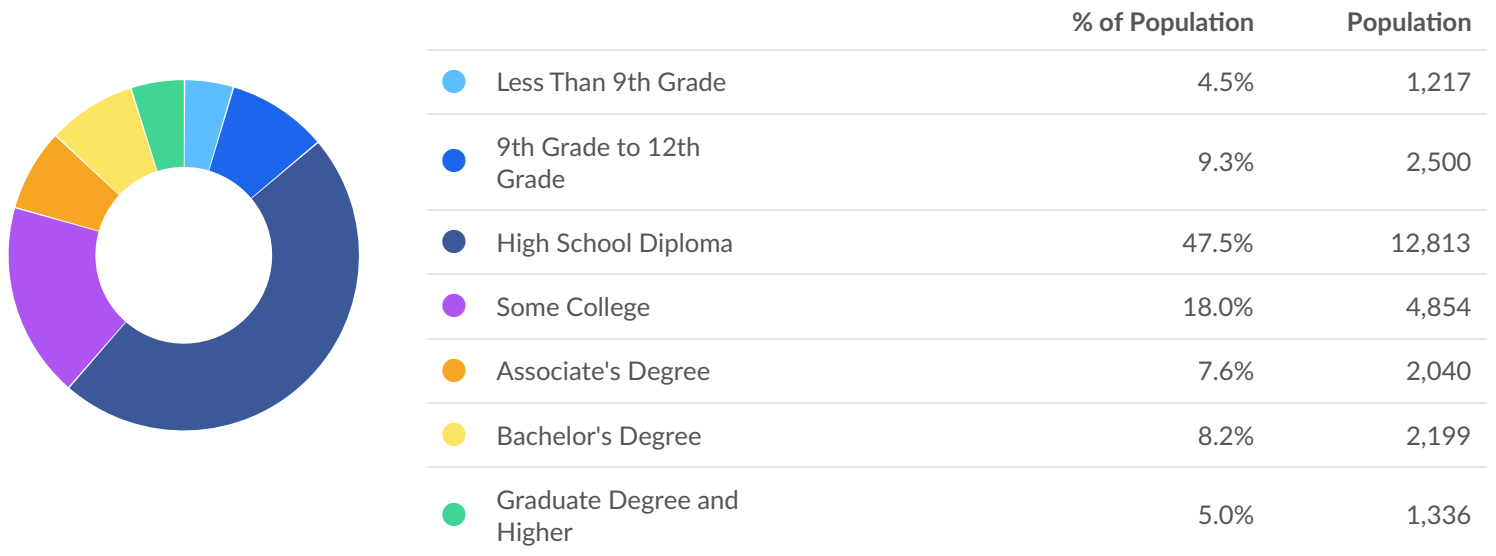 % of Population Population
Less Than 9th Grade 4.5% 1,217
9th Grade to 12th
Grade 9.3% 2,500
High School Diploma 47.5% 12,813
Some College 18.0% 4,854
Associate's Degree 7.6% 2,040
Bachelor's Degree 8.2% 2,199
Graduate Degree and
Higher 5.0% 1,336